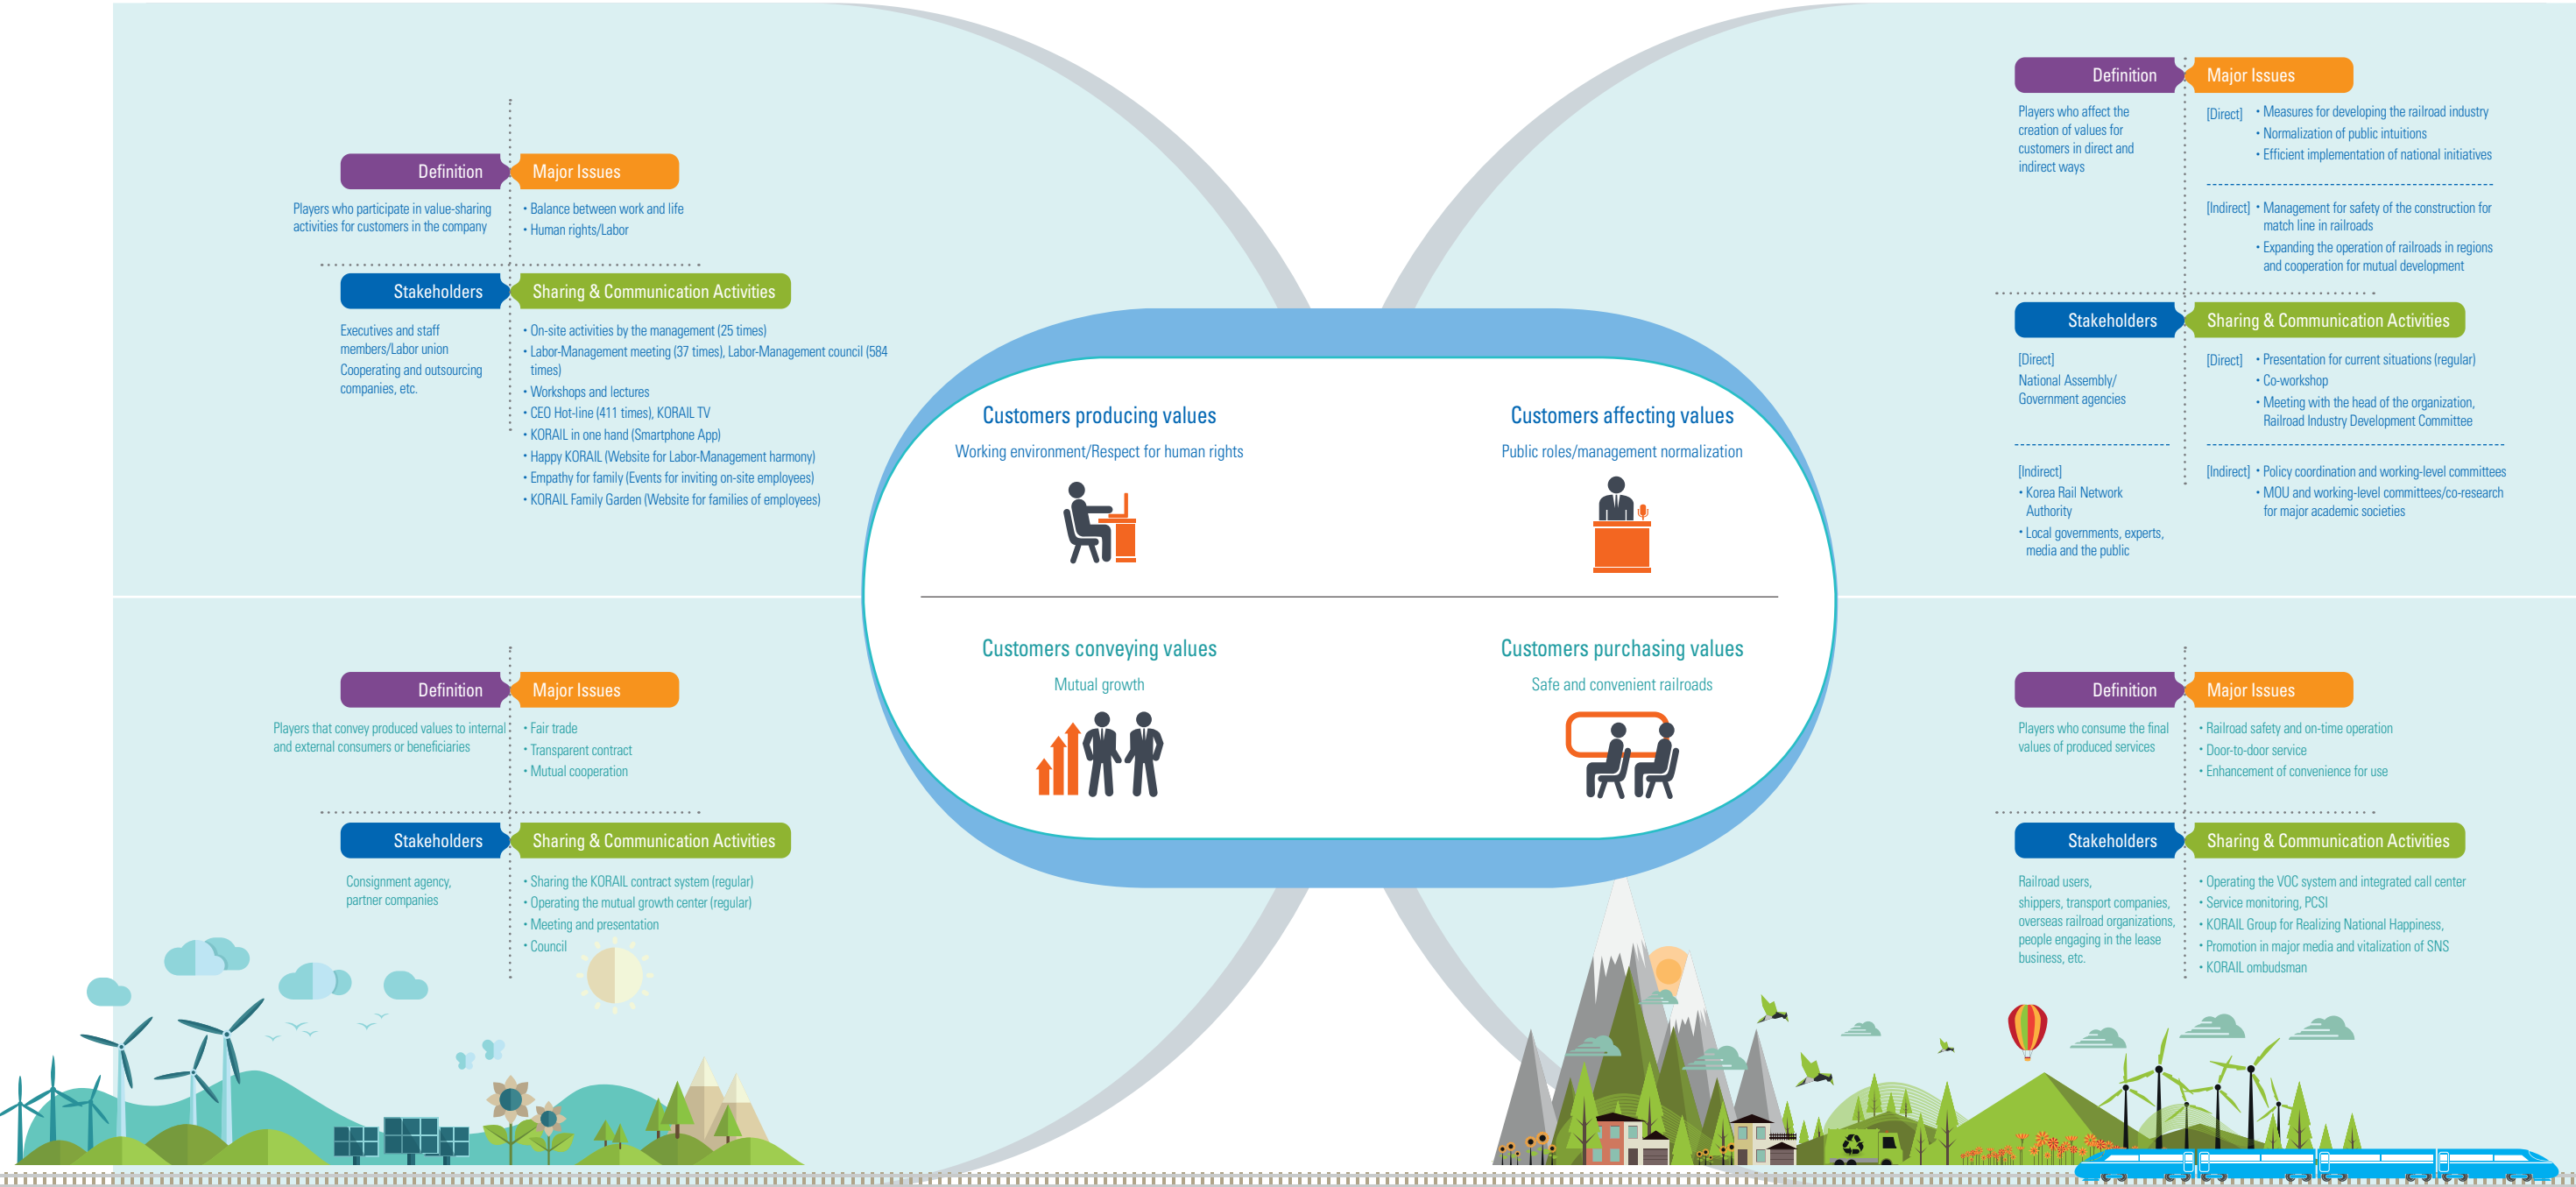 Definition
Major Issues
Players who participate in value-sharing
activities for customers in the company
• Balance between work and life
• Human rights/Labor
Stakeholders
Sharing & Communication Activities
Executives and staff
members/Labor union
Cooperating and outsourcing
companies, etc.
• On-site activities by the management (25 times)
• Labor-Management meeting (37 times), Labor-Management council (584
times)
• Workshops and lectures
• CEO Hot-line (411 times), KORAIL TV
• KORAIL in one hand (Smartphone App)
• Happy KORAIL (Website for Labor-Management harmony)
• Empathy for family (Events for inviting on-site employees)
• KORAIL Family Garden (Website for families of employees)
Customers producing values
Working environment/Respect for human rights
Customers affecting values
Public roles/management normalization
Definition
Major Issues
Players who affect the
creation of values for
customers in direct and
indirect ways
[Direct] • Measures for developing the railroad industry
• Normalization of public intuitions
• Efficient implementation of national initiatives
[Indirect] • Management for safety of the construction for
match line in railroads
• Expanding the operation of railroads in regions
and cooperation for mutual development
Stakeholders
Sharing & Communication Activities
[Direct]
National Assembly/
Government agencies
[Indirect]
• Korea Rail Network
Authority
• Local governments, experts,
media and the public
[Direct] • Presentation for current situations (regular)
• Co-workshop
• Meeting with the head of the organization,
Railroad Industry Development Committee
[Indirect] • Policy coordination and working-level committees
• MOU and working-level committees/co-research
for major academic societies
Definition
Major Issues
Players that convey produced values to internal
and external consumers or beneficiaries
• Fair trade
• Transparent contract
• Mutual cooperation
Stakeholders
Sharing & Communication Activities
Consignment agency,
partner companies
• Sharing the KORAIL contract system (regular)
• Operating the mutual growth center (regular)
• Meeting and presentation
• Council
Customers conveying values
Mutual growth
Customers purchasing values
Safe and convenient railroads
Definition
Major Issues
Players who consume the final
values of produced services
• Railroad safety and on-time operation
• Door-to-door service
• Enhancement of convenience for use
Stakeholders
Sharing & Communication Activities
Railroad users,
shippers, transport companies,
overseas railroad organizations,
people engaging in the lease
business, etc.
• Operating the VOC system and integrated call center
• Service monitoring, PCSI
• KORAIL Group for Realizing National Happiness,
• Promotion in major media and vitalization of SNS
• KORAIL ombudsman